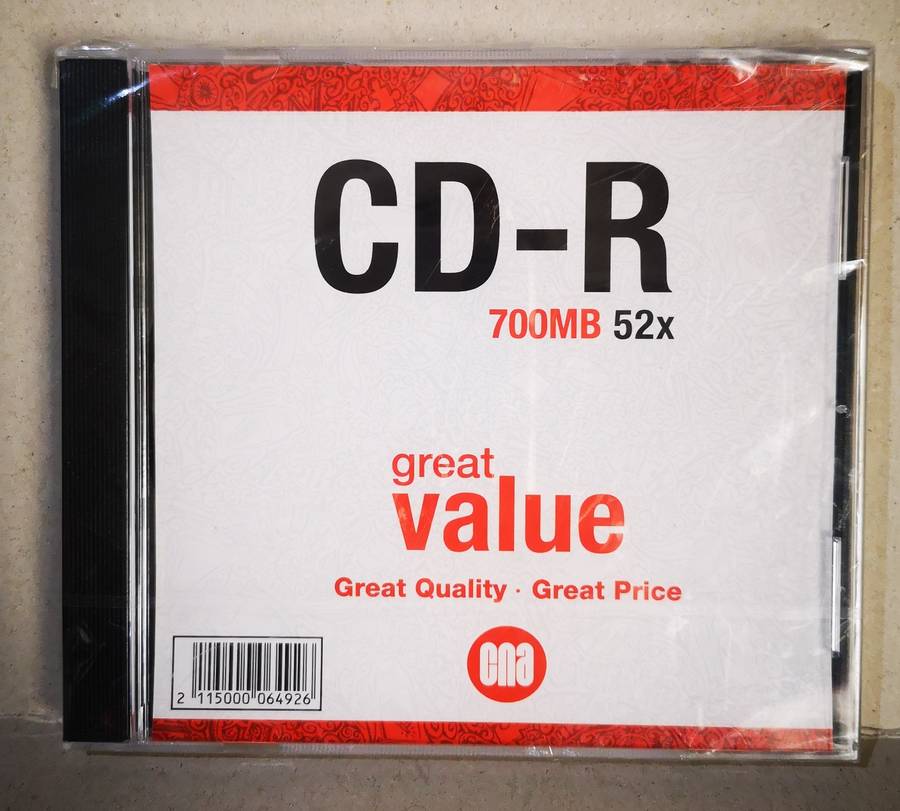 CD-R
700MB 52x
great
value
Great Quality · Great Price
cna
2 115000 064926